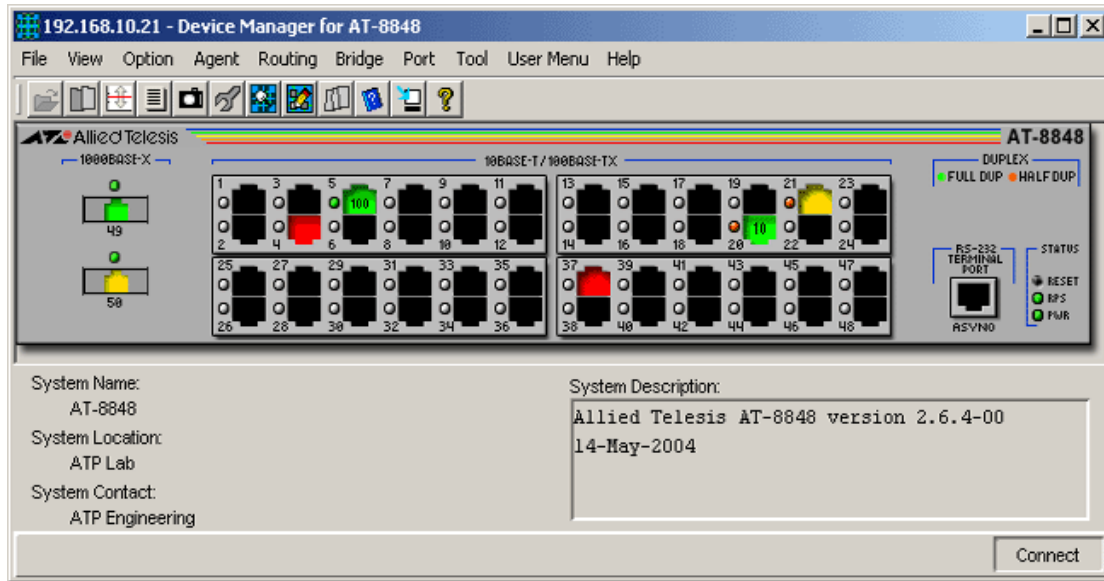 192.168.10.21 - Device Manager for AT-8848
File View Option Agent Routing Bridge Port Tool User Menu Help
Allied Telesis AT-8848
1000BASE-X 10BASE-T/100BASE-TX DUPLEX
FULL DUP HALF DUP
1 3 5 7 9 11 13 15 17 19 21 23
100
49
10
2 4 6 8 10 12 14 16 18 20 22 24
RS-232 TERMINAL PORT
STATUS
25 27 29 31 33 35 37 39 41 43 45 47
RESET
RPS
PWR
50
26 28 30 32 34 36 38 40 42 44 46 48
ASYN0
System Name:
AT-8848
System Location:
ATP Lab
System Contact:
ATP Engineering
System Description:
Allied Telesis AT-8848 version 2.6.4-00
14-May-2004
Connect